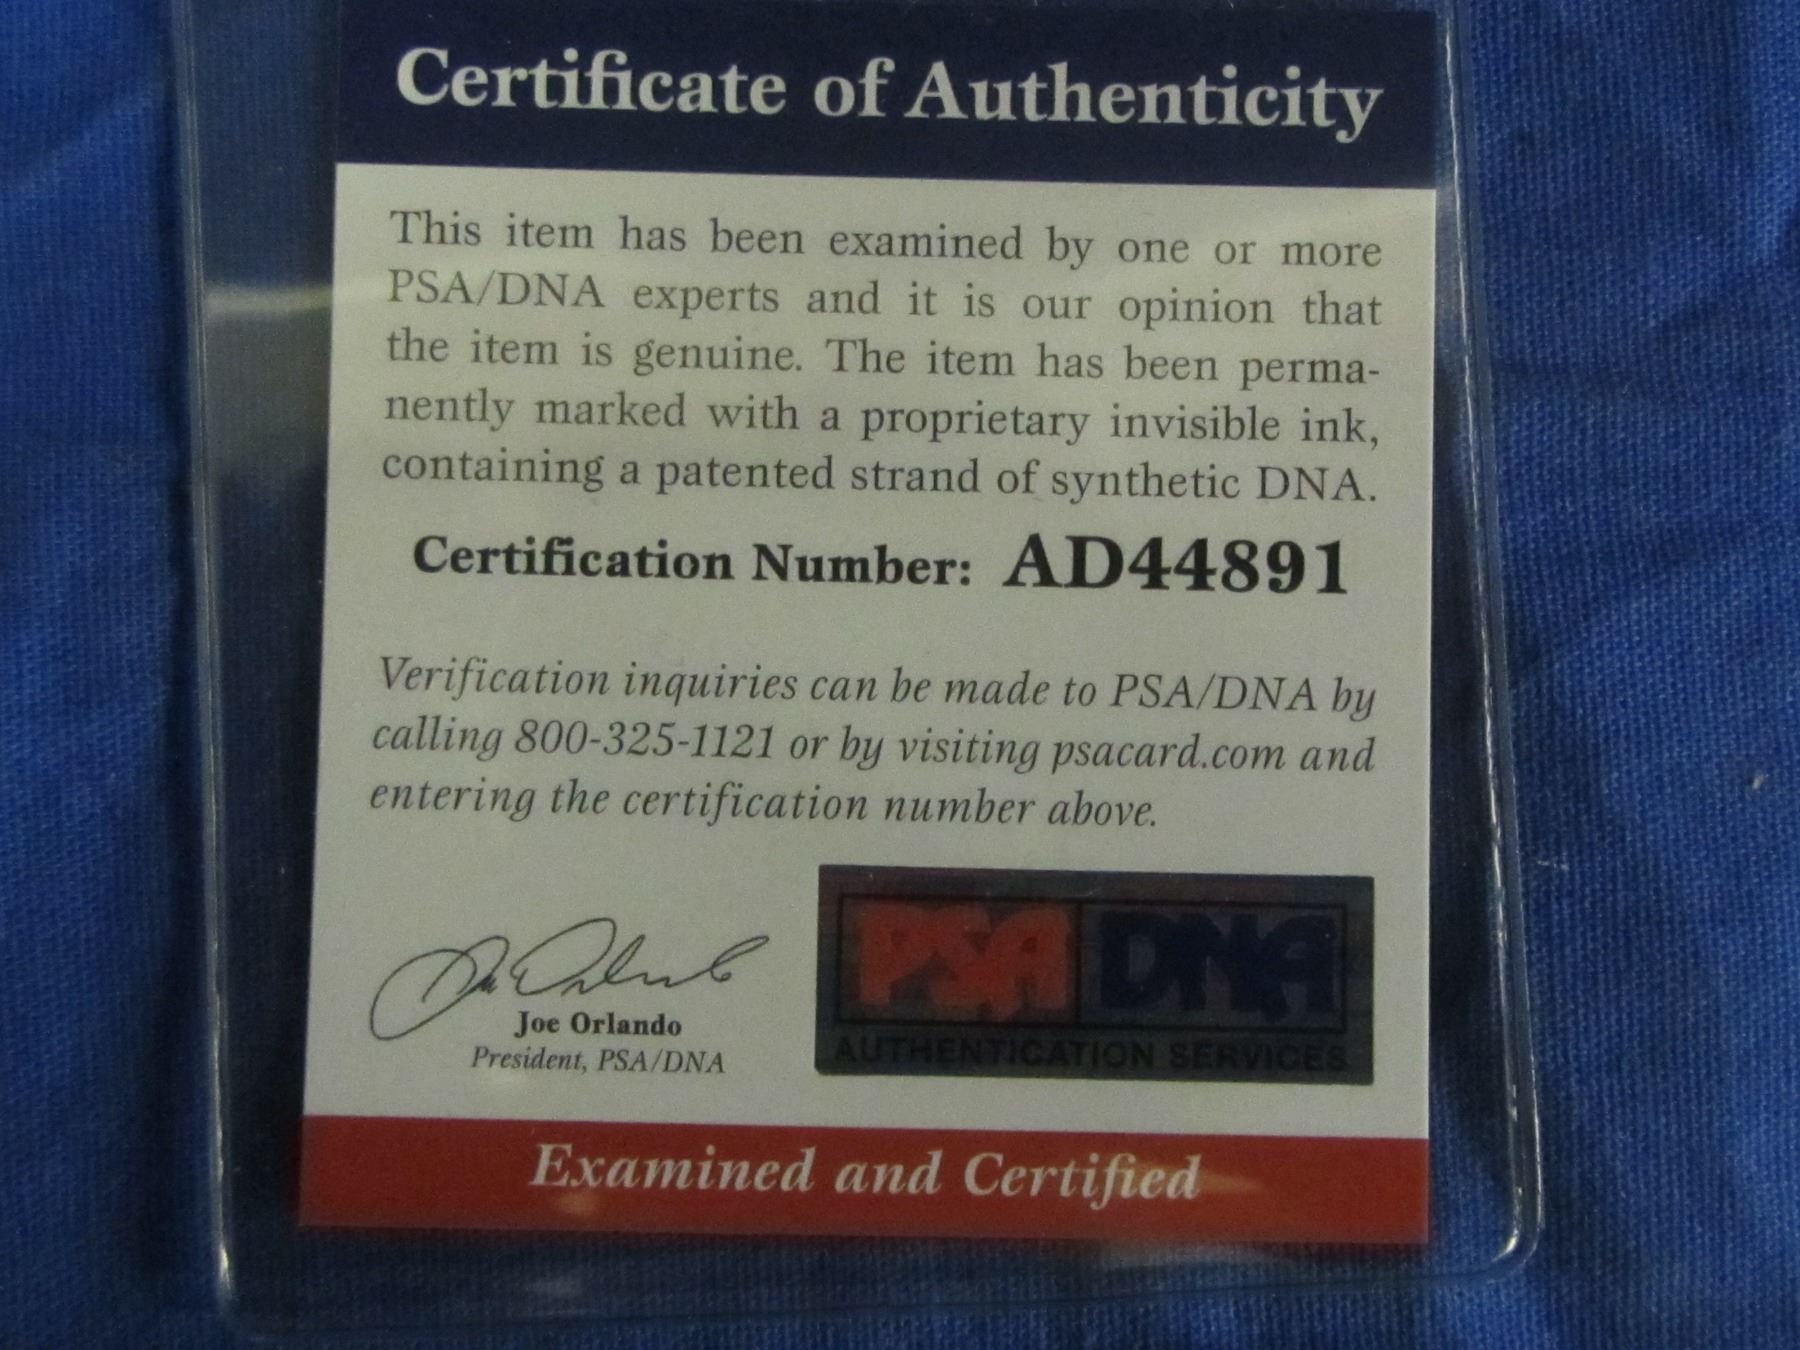 Certificate of Authenticity
This item has been examined by one or more
PSA/DNA experts and it is our opinion that
the item is genuine. The item has been perma-
nently marked with a proprietary invisible ink,
containing a patented strand of synthetic DNA.
Certification Number: AD44891
Verification inquiries can be made to PSA/DNA by
calling 800-325-1121 or by visiting psacard.com and
entering the certification number above.
Joe Orlando
President, PSA/DNA
PSA DNA
AUTHENTICATION SERVICES
Examined and Certified